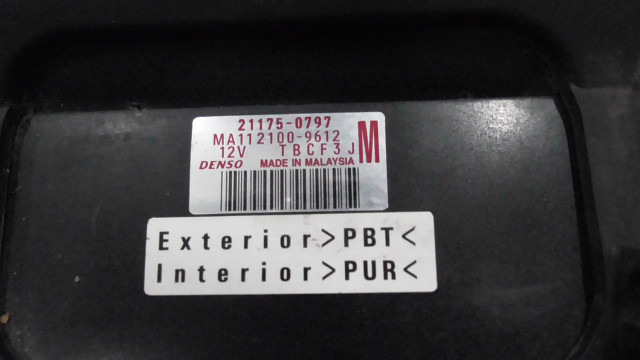 21175-0797
MA112100-9612
12V TBCF3J M
DENSO MADE IN MALAYSIA
Exterior>PBT<
Interior>PUR<